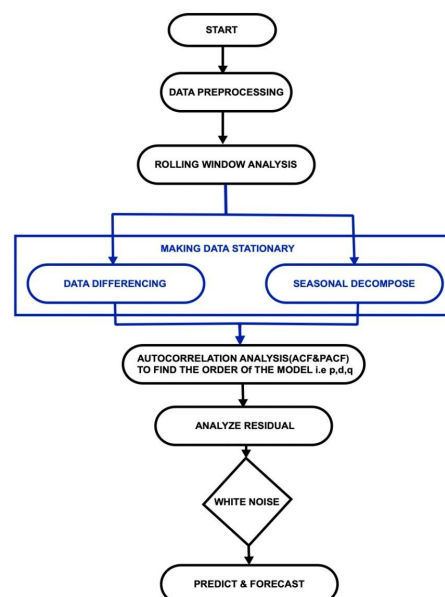 START
DATA PREPROCESSING
ROLLING WINDOW ANALYSIS
MAKING DATA STATIONARY
DATA DIFFERENCING
SEASONAL DECOMPOSE
AUTOCORRELATION ANALYSIS(ACF&PACF)
TO FIND THE ORDER Of THE MODEL i.e p,d,q
ANALYZE RESIDUAL
WHITE NOISE
PREDICT & FORECAST